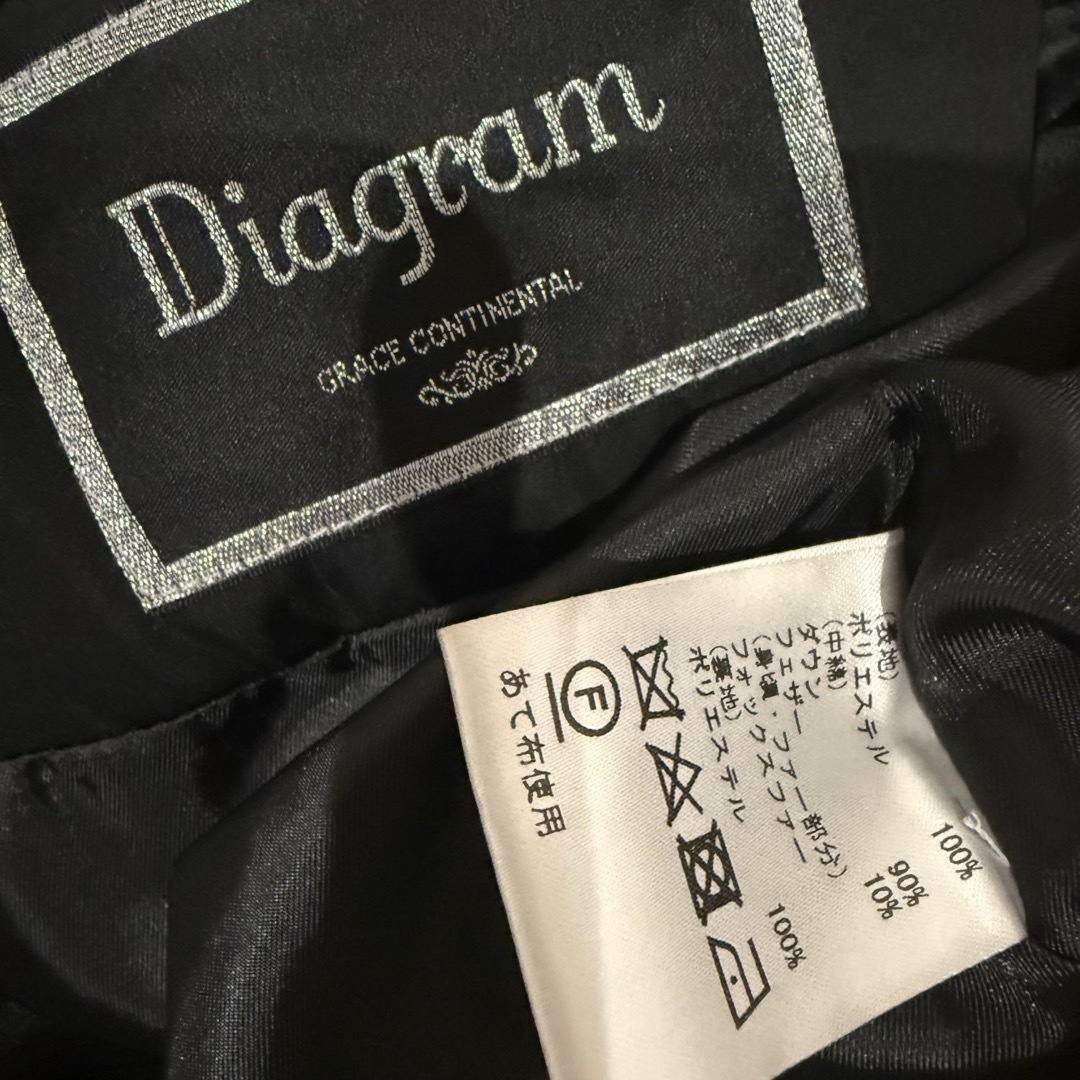 Diagram
GRACE CONTINENTAL
(表地)
ポリエステル 100%
(中綿)
ダウン 90%
フェザー 10%
(身頃・ファー部分)
フォックスファー
(裏地)
ポリエステル 100%
F
あて布使用